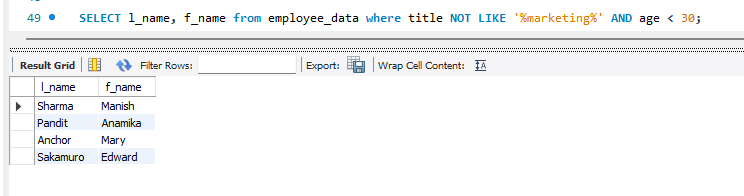 49 SELECT l_name, f_name from employee_data where title NOT LIKE '%marketing%' AND age < 30;
Result Grid Filter Rows: Export: Wrap Cell Content:
l_name f_name
Sharma Manish
Pandit Anamika
Anchor Mary
Sakamuro Edward